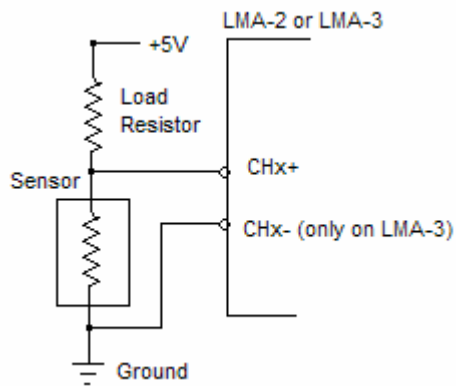 LMA-2 or LMA-3
+5V
Load
Resistor
Sensor
CHx+
CHx- (only on LMA-3)
Ground